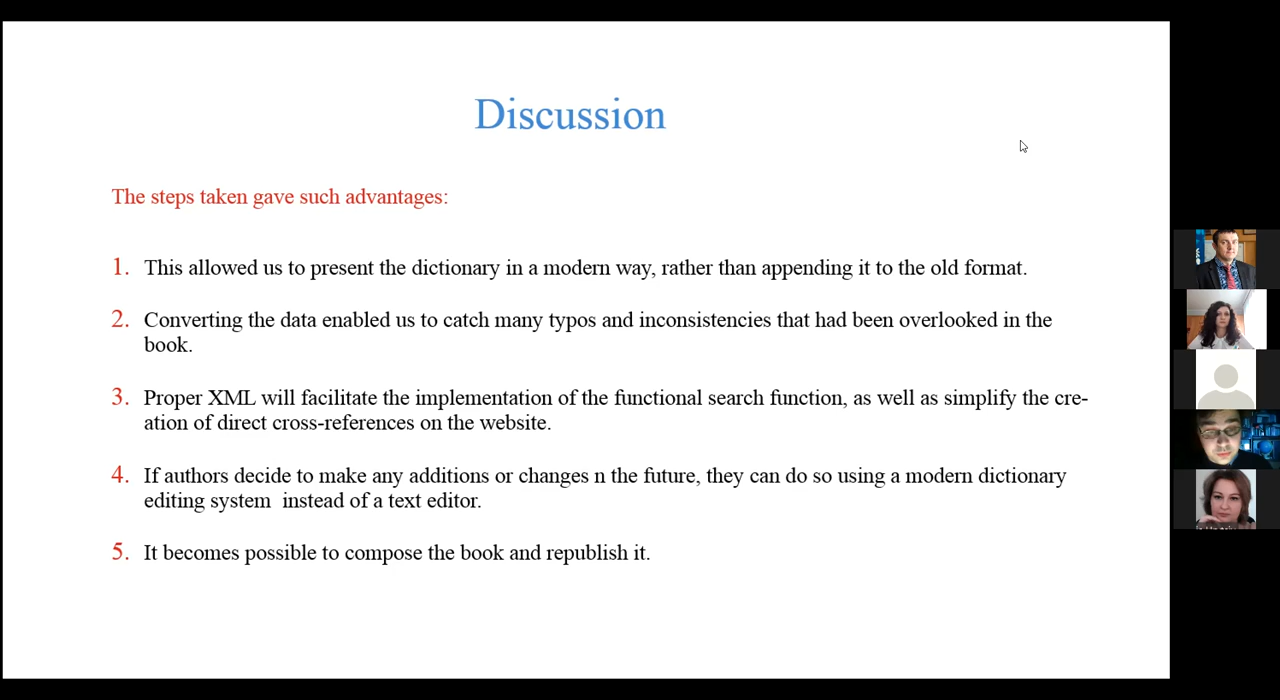 Discussion
The steps taken gave such advantages:
1. This allowed us to present the dictionary in a modern way, rather than appending it to the old format.
2. Converting the data enabled us to catch many typos and inconsistencies that had been overlooked in the
book.
3. Proper XML will facilitate the implementation of the functional search function, as well as simplify the cre-
ation of direct cross-references on the website.
4. If authors decide to make any additions or changes n the future, they can do so using a modern dictionary
editing system instead of a text editor.
5. It becomes possible to compose the book and republish it.